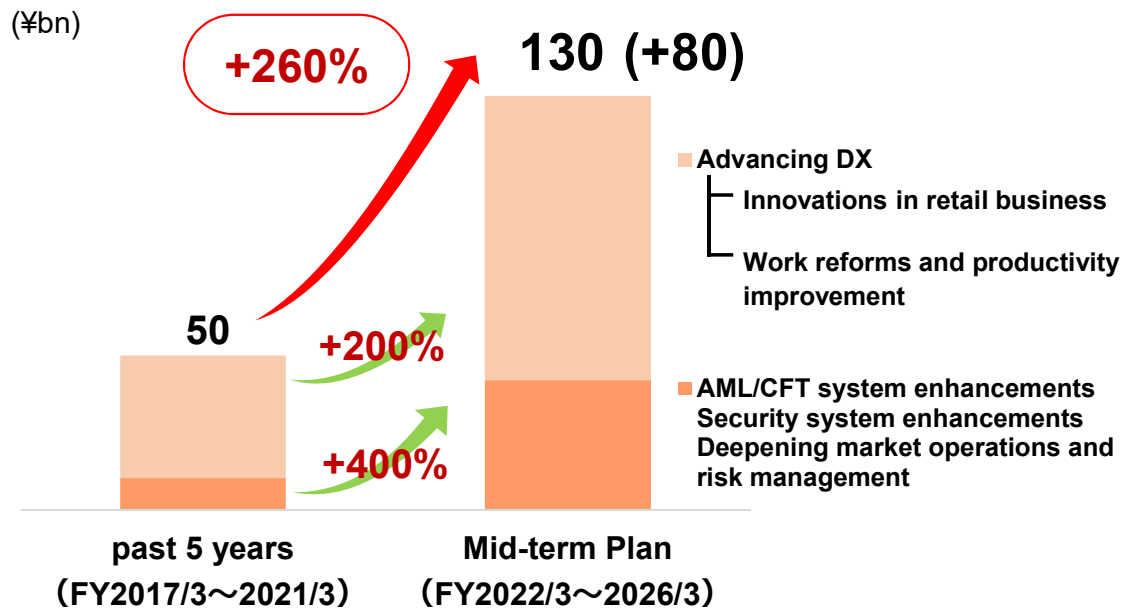 (¥bn)
+260%
130 (+80)
50
+200%
+400%
Advancing DX
Innovations in retail business
Work reforms and productivity
improvement
AML/CFT system enhancements
Security system enhancements
Deepening market operations and
risk management
past 5 years
（FY2017/3～2021/3）
Mid-term Plan
（FY2022/3～2026/3）